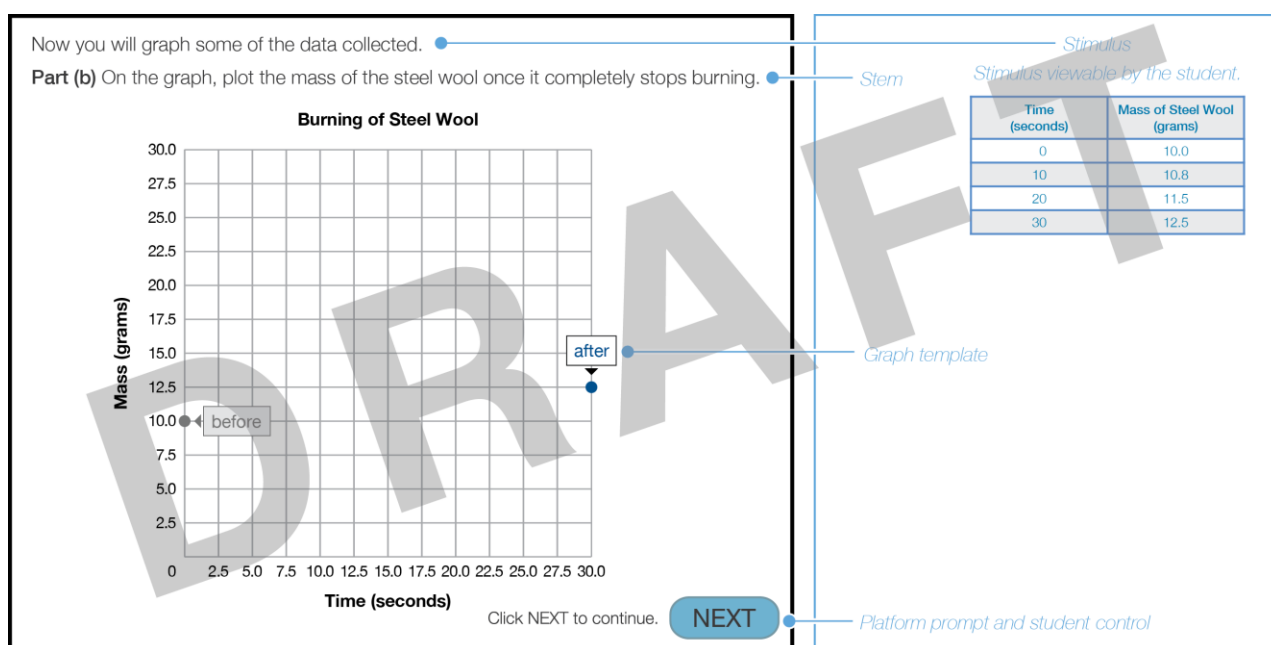 Now you will graph some of the data collected.
Stimulus
Part (b) On the graph, plot the mass of the steel wool once it completely stops burning.
Stem
Stimulus viewable by the student.
Time (seconds) Mass of Steel Wool (grams)
0 10.0
10 10.8
20 11.5
30 12.5
Burning of Steel Wool
Mass (grams)
30.0
27.5
25.0
22.5
20.0
17.5
15.0
12.5
10.0
7.5
5.0
2.5
before
after
Graph template
0 2.5 5.0 7.5 10.0 12.5 15.0 17.5 20.0 22.5 25.0 27.5 30.0
Time (seconds)
Click NEXT to continue.
NEXT
Platform prompt and student control
DRAFT